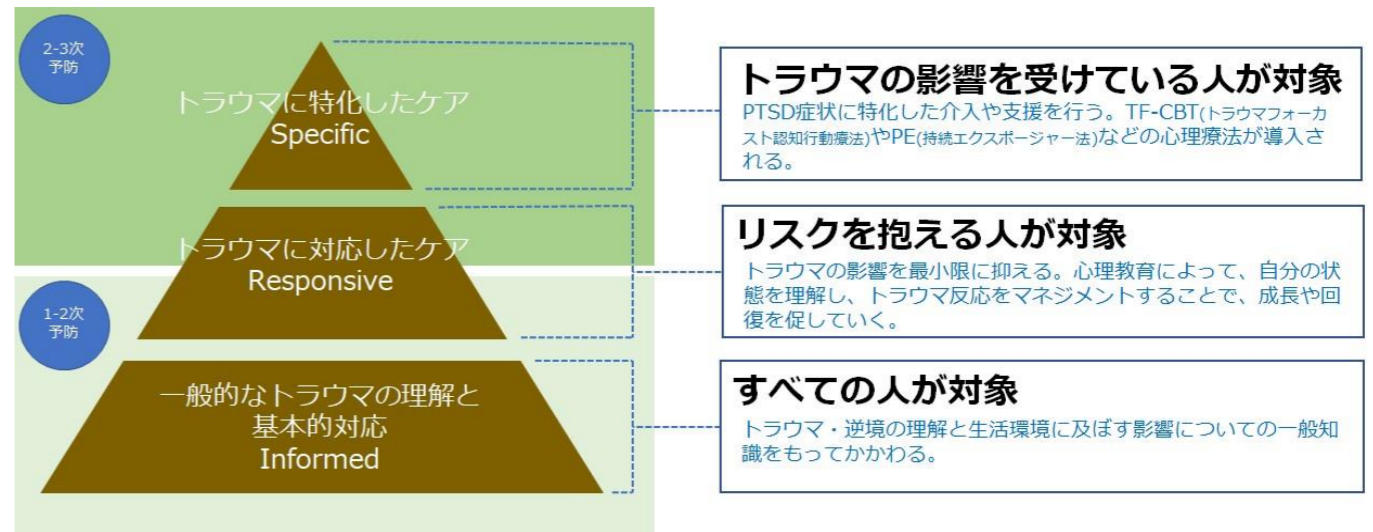 2-3次
予防
トラウマに特化したケア
Specific
トラウマの影響を受けている人が対象
PTSD症状に特化した介入や支援を行う。TF-CBT(トラウマフォーカ
スト認知行動療法)やPE(持続エクスポージャー法)などの心理療法が導入さ
れる。
トラウマに対応したケア
Responsive
リスクを抱える人が対象
トラウマの影響を最小限に抑える。心理教育によって、自分の状
態を理解し、トラウマ反応をマネジメントすることで、成長や回
復を促していく。
1-2次
予防
一般的なトラウマの理解と
基本的対応
Informed
すべての人が対象
トラウマ・逆境の理解と生活環境に及ぼす影響についての一般知
識をもってかかわる。